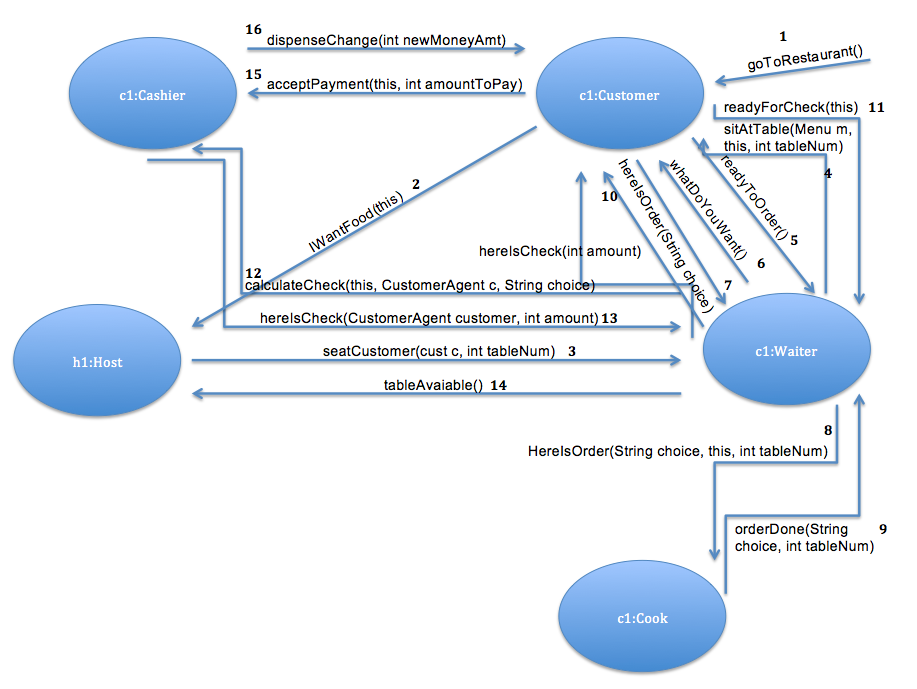 16
dispenseChange(int newMoneyAmt)
1
goToRestaurant()
15
acceptPayment(this, int amountToPay)
c1:Cashier
c1:Customer
readyForCheck(this) 11
sitAtTable(Menu m,
this, int tableNum)
4
2
IWantFood(this)
10
hereIsOrder(String choice)
whatDoYouWant()
readyToOrder()
5
6
7
hereIsCheck(int amount)
12
calculateCheck(this, CustomerAgent c, String choice)
hereIsCheck(CustomerAgent customer, int amount) 13
seatCustomer(cust c, int tableNum) 3
h1:Host
c1:Waiter
tableAvaiable() 14
8
HereIsOrder(String choice, this, int tableNum)
orderDone(String 9
choice, int tableNum)
c1:Cook